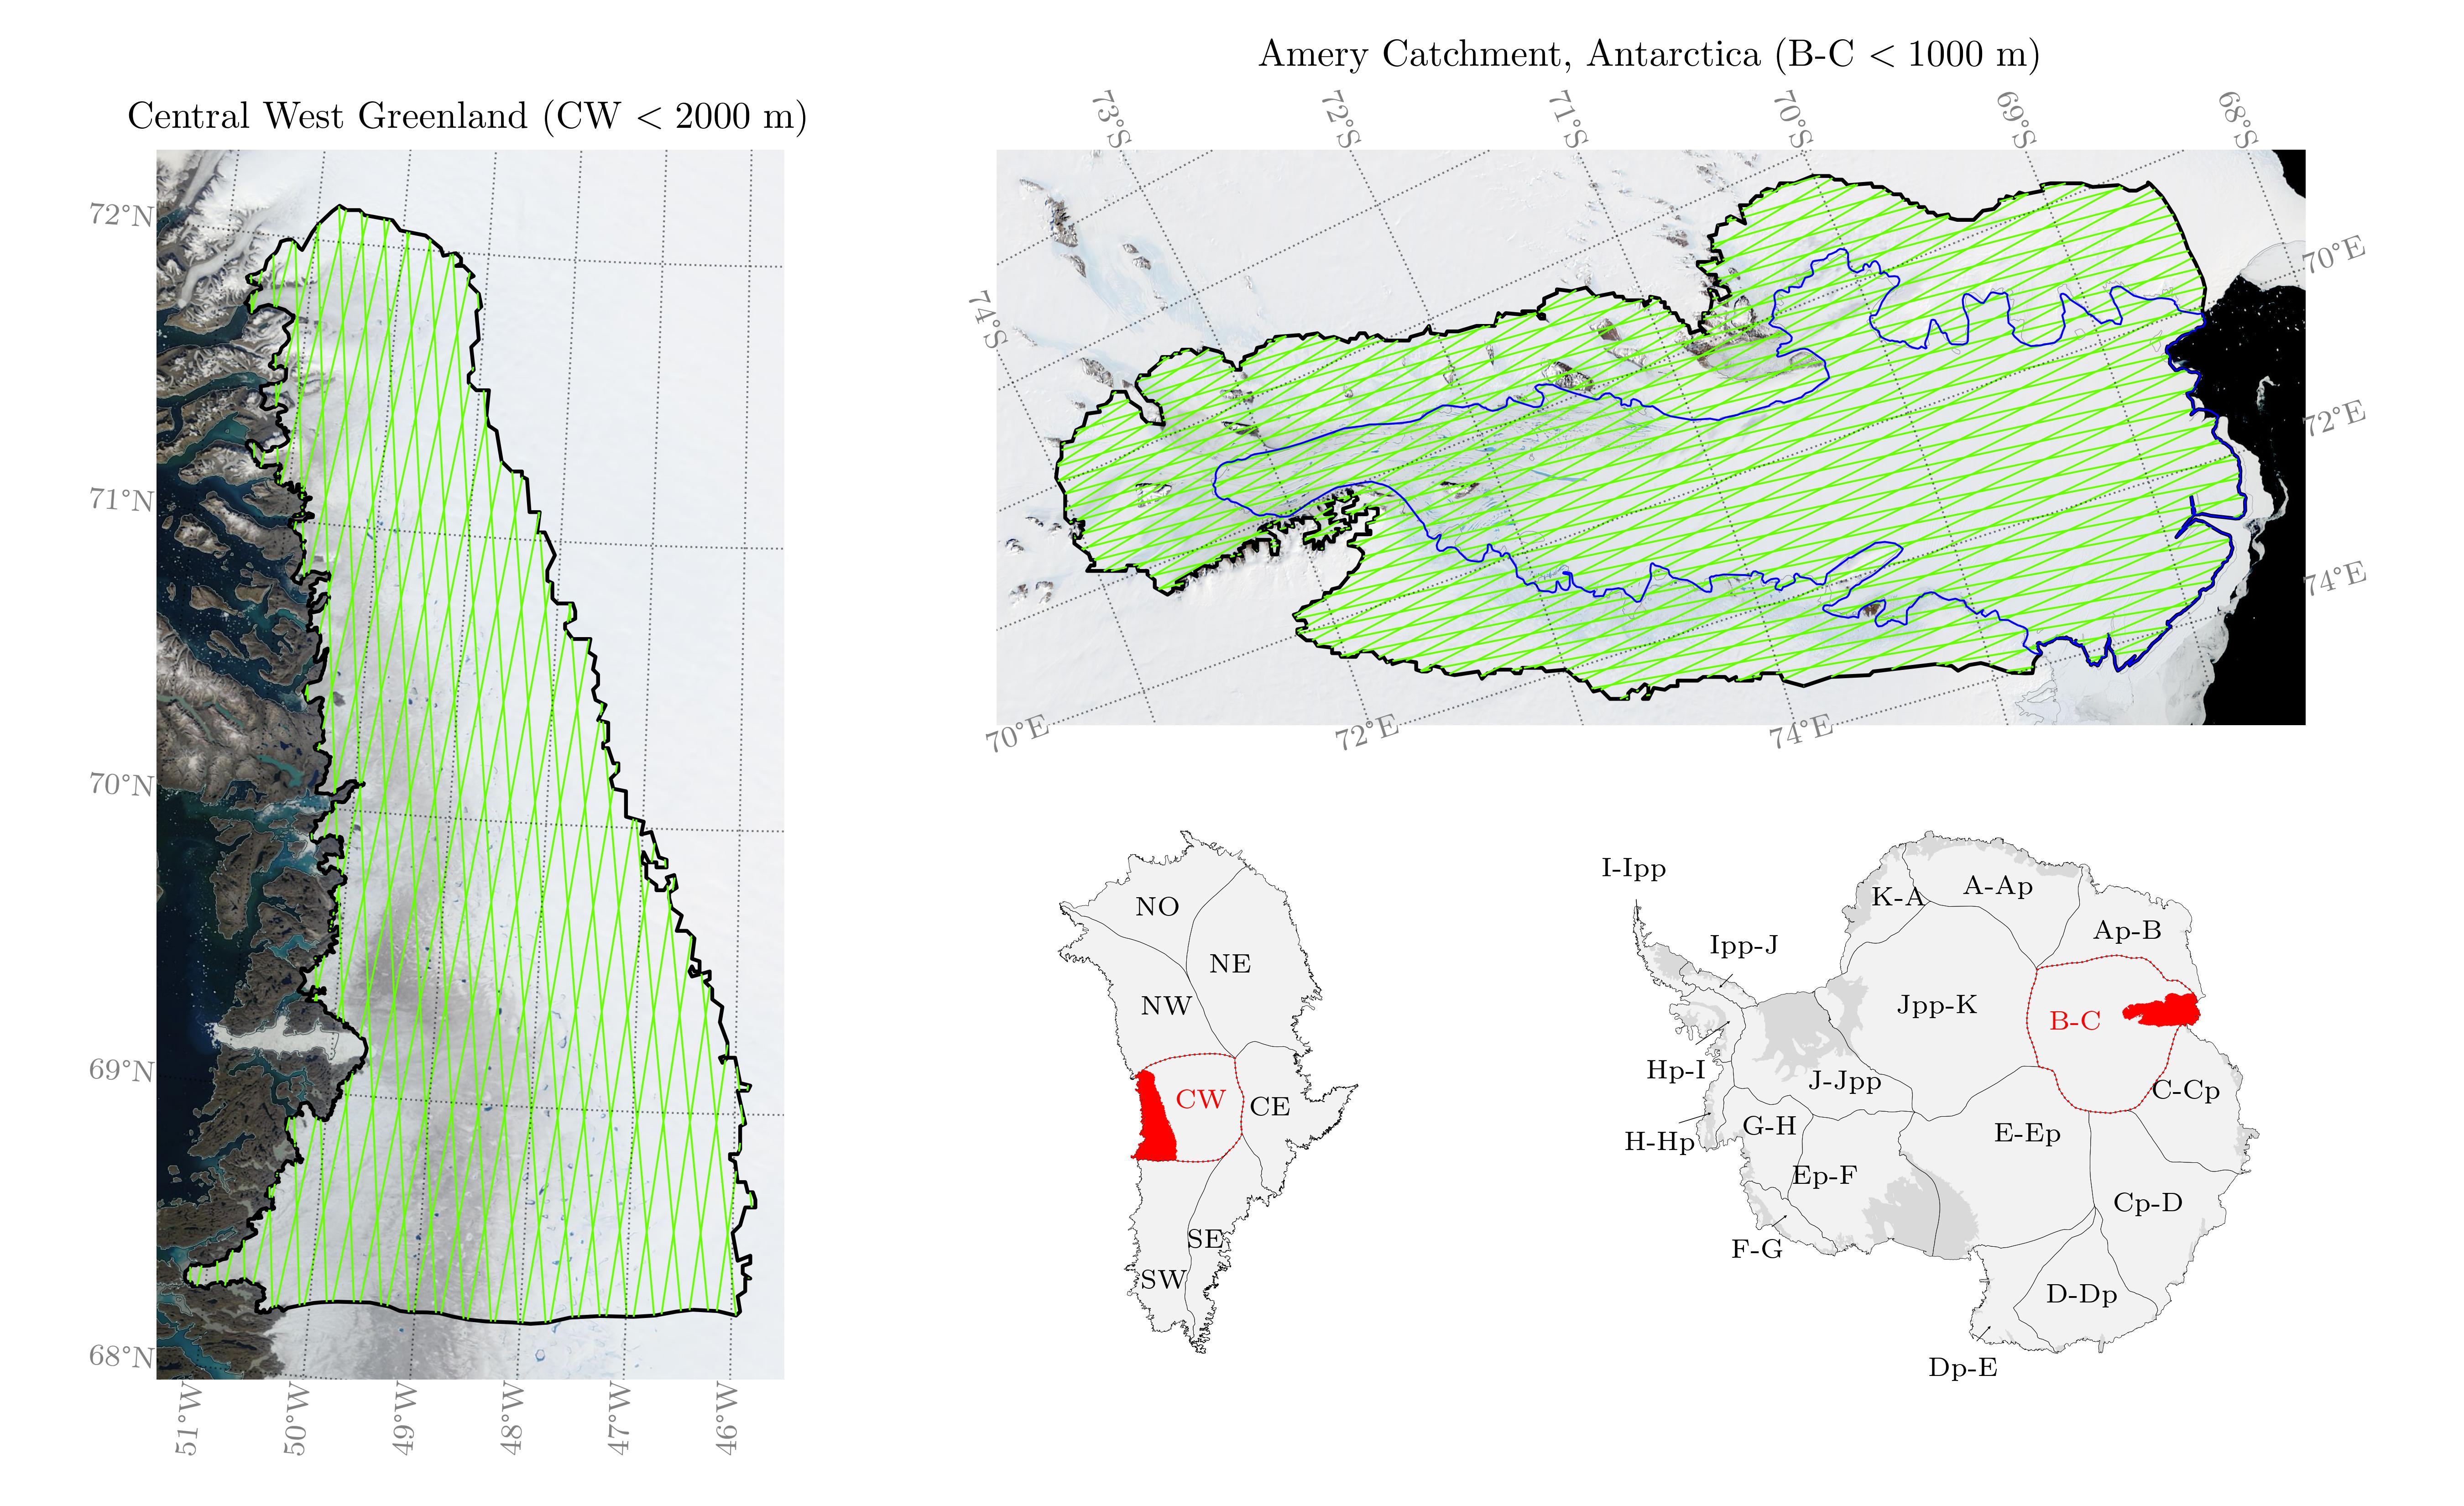 Amery Catchment, Antarctica (B-C < 1000 m)
Central West Greenland (CW < 2000 m)
73°S
72°S
71°S
70°S
69°S
68°S
72°N
71°N
70°N
69°N
68°N
51°W
50°W
49°W
48°W
47°W
46°W
74°S
70°E
72°E
74°E
70°E
72°E
74°E
NO
NE
NW
CW
CE
SE
SW
I-Ipp
K-A
A-Ap
Ap-B
Ipp-J
Jpp-K
B-C
Hp-I
J-Jpp
C-Cp
H-Hp
G-H
E-Ep
Ep-F
Cp-D
F-G
D-Dp
Dp-E